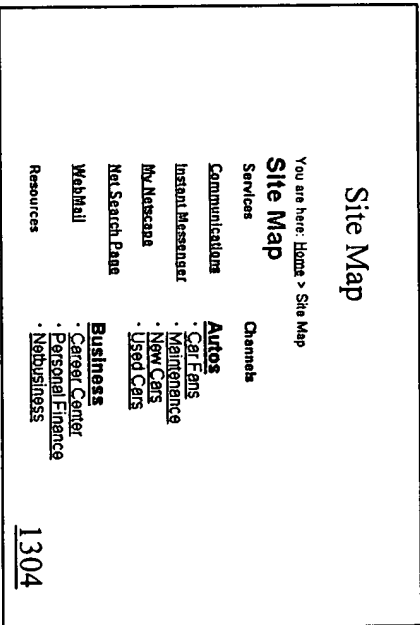 Site Map
You are here: Home > Site Map
Site Map
Services
Communications
Instant Messenger
My Netscape
Net Search Page
WebMail
Resources
Channels
Autos
· Car Fans
· Maintenance
· New Cars
· Used Cars
Business
· Career Center
· Personal Finance
· Netbusiness
1304